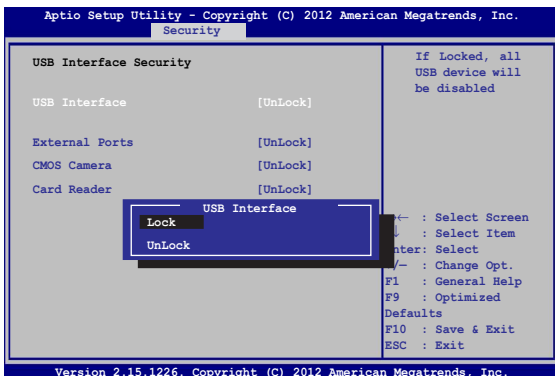 Aptio Setup Utility - Copyright (C) 2012 American Megatrends, Inc.
Security
USB Interface Security
USB Interface [UnLock]
External Ports [UnLock]
CMOS Camera [UnLock]
Card Reader [UnLock]
USB Interface
Lock
UnLock
If Locked, all
USB device will
be disabled
: Select Screen
: Select Item
: Select
: Change Opt.
F1 : General Help
F9 : Optimized
Defaults
F10 : Save & Exit
ESC : Exit
Version 2.15.1226. Copyright (C) 2012 American Megatrends, Inc.